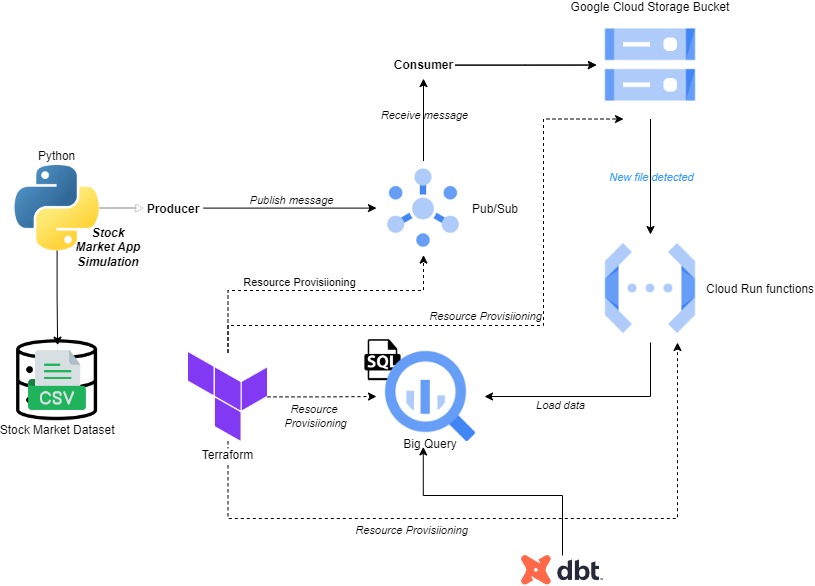 Google Cloud Storage Bucket
Consumer
Receive message
Python
New file detected
Producer
Publish message
Pub/Sub
Stock
Market App
Simulation
Resource Provisiioning
Cloud Run functions
Resource Provisiioning
SQL
CSV
Resource
Provisiioning
Load data
Stock Market Dataset
Terraform
Big Query
Resource Provisiioning
dbt.